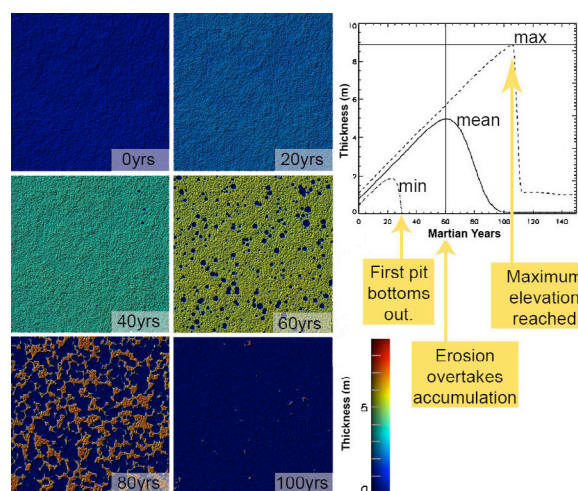 0yrs
20yrs
40yrs
60yrs
80yrs
100yrs
Thickness (m)
10
8
6
4
2
0
max
mean
min
0 20 40 60 80 100 120 140
Martian Years
First pit
bottoms
out.
Maximum
elevation
reached
Erosion
overtakes
accumulation
Thickness (m)
5
0